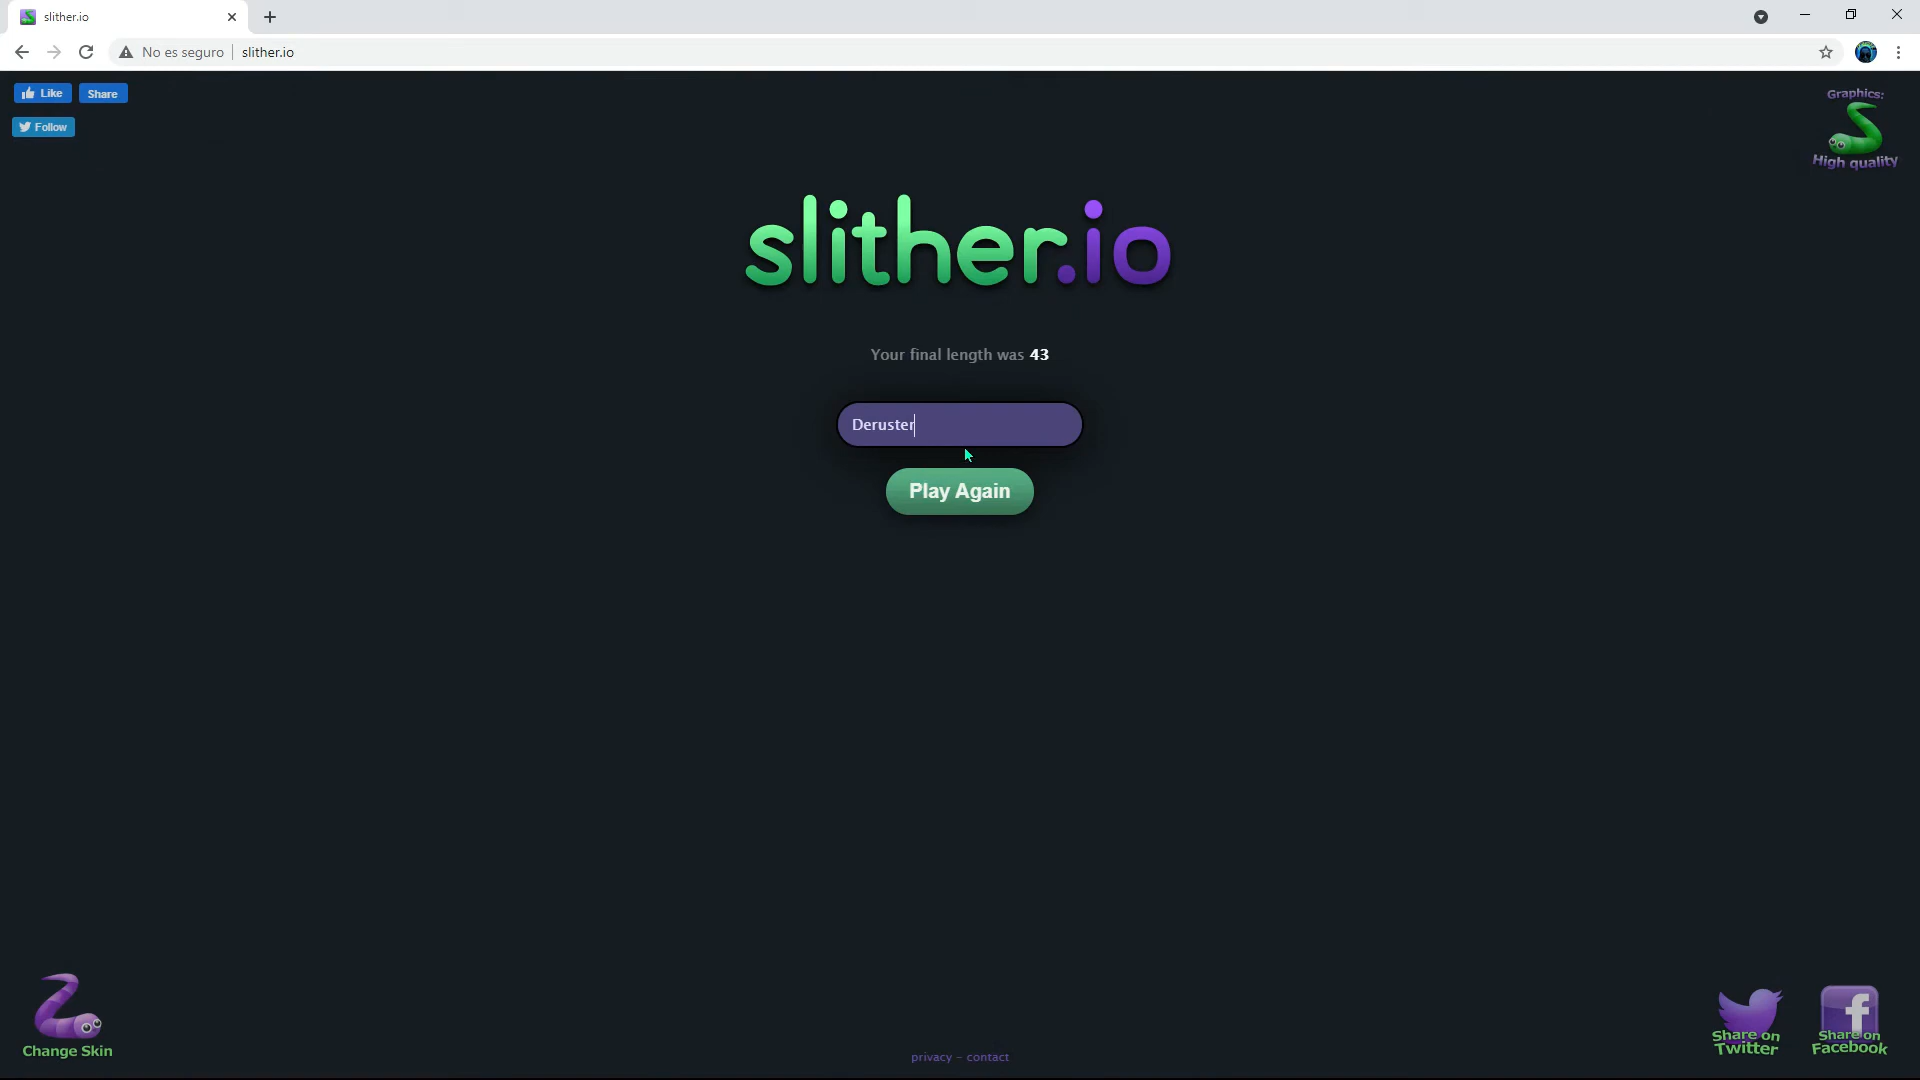 slither.io
No es seguro
slither.io
Like
Share
Follow
Graphics:
High quality
slither.io
Your final length was 43
Deruster
Play Again
Change Skin
privacy - contact
Share on
Twitter
Share on
Facebook